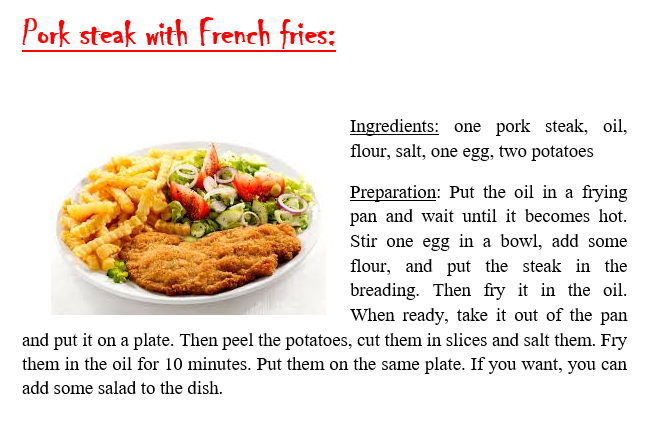 Pork steak with French fries:
Ingredients: one pork steak, oil,
flour, salt, one egg, two potatoes
Preparation: Put the oil in a frying
pan and wait until it becomes hot.
Stir one egg in a bowl, add some
flour, and put the steak in the
breading. Then fry it in the oil.
When ready, take it out of the pan
and put it on a plate. Then peel the potatoes, cut them in slices and salt them. Fry
them in the oil for 10 minutes. Put them on the same plate. If you want, you can
add some salad to the dish.